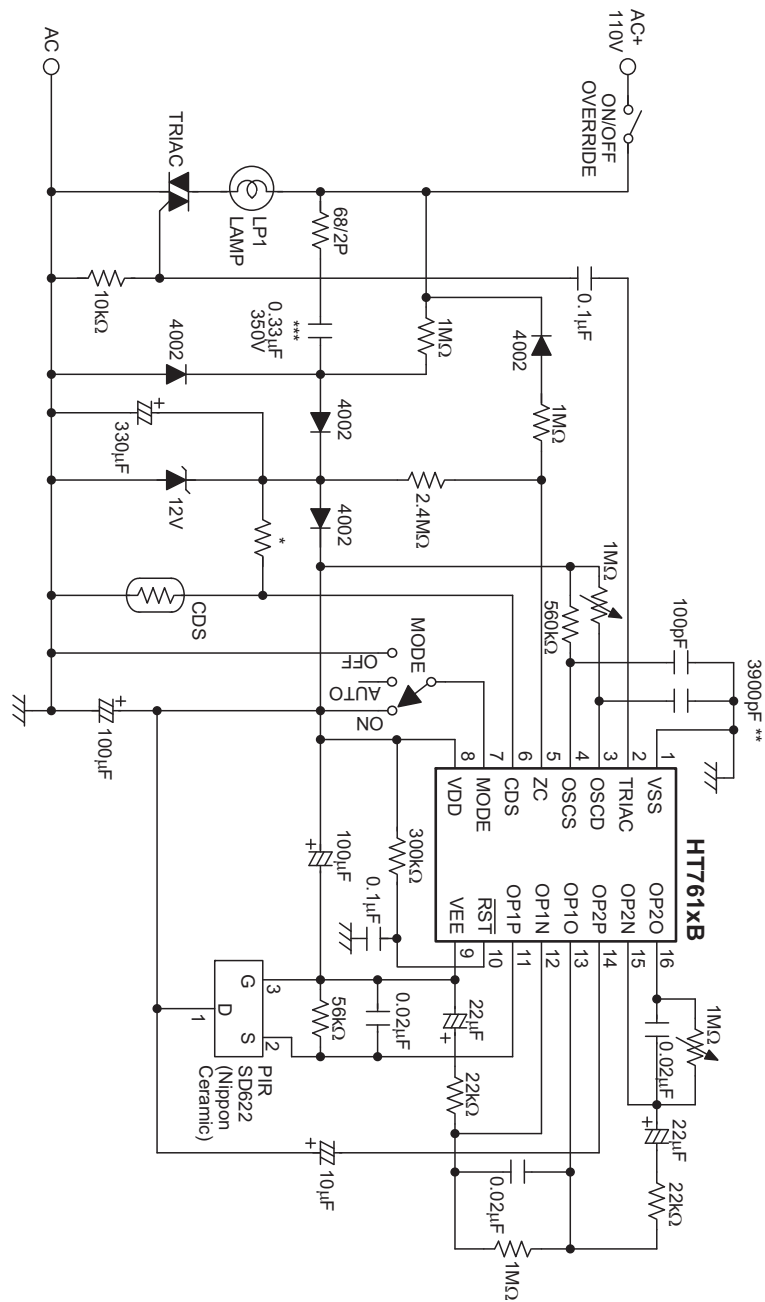 AC+
110V
ON/OFF
OVERRIDE
AC
TRIAC
LP1
LAMP
68/2P
***
0.33µF
350V
10kΩ
0.1µF
1MΩ
4002
1MΩ
4002
4002
4002
2.4MΩ
330µF
12V
*
CDS
1MΩ
560kΩ
100pF
3900pF **
MODE
OFF
AUTO
ON
100µF
HT761xB
1
VSS
2
TRIAC
3
OSCD
4
OSCS
5
ZC
6
CDS
7
MODE
8
VDD
OP2O
16
OP2N
15
OP2P
14
OP1O
13
OP1N
12
OP1P
11
RST
10
VEE
9
300kΩ
0.1µF
100µF
1MΩ
0.02µF
22µF
22kΩ
22µF
22kΩ
0.02µF
56kΩ
0.02µF
1MΩ
10µF
3
G
D
1
S
2
PIR
SD622
(Nippon
Ceramic)
+
+
+
+
+
+